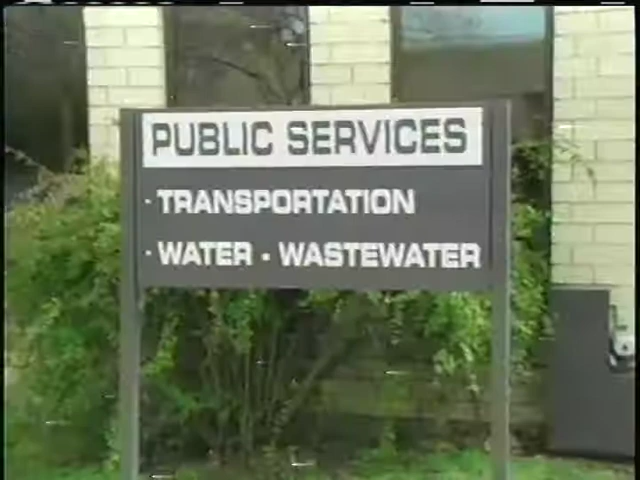 PUBLIC SERVICES
· TRANSPORTATION
· WATER · WASTEWATER